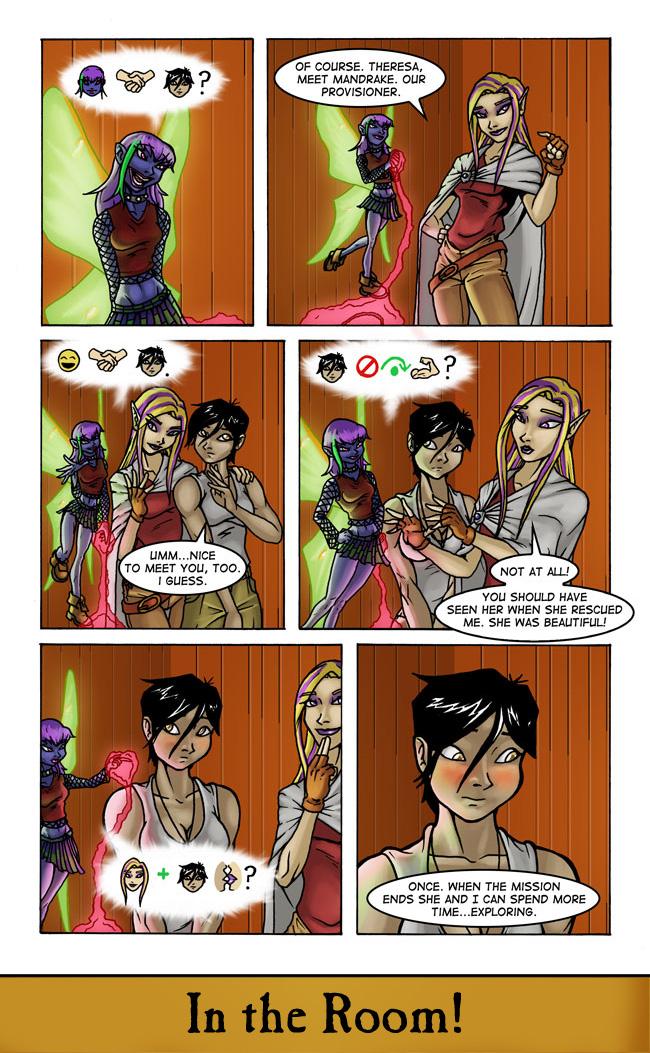 ?
OF COURSE. THERESA,
MEET MANDRAKE. OUR
PROVISIONER.
.
UMM...NICE
TO MEET YOU, TOO.
I GUESS.
?
NOT AT ALL!
YOU SHOULD HAVE
SEEN HER WHEN SHE RESCUED
ME. SHE WAS BEAUTIFUL!
+ ?
ONCE. WHEN THE MISSION
ENDS SHE AND I CAN SPEND MORE
TIME...EXPLORING.
In the Room!